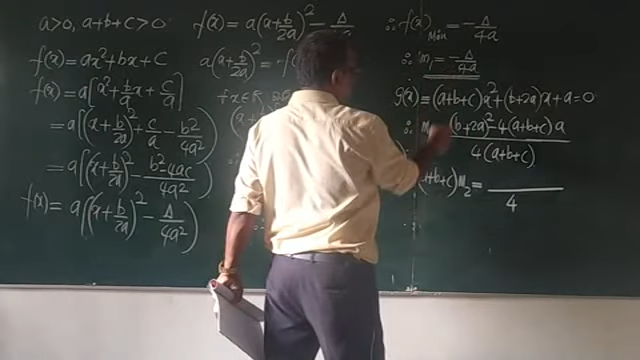 a>0, a+b+c>0
f(x) = ax²+bx+c
f(x) = a[x²+b/a x+c/a]
= a[(x+b/2a)²+c/a-b²/4a²]
= a[(x+b/2a)²-b²-4ac/4a²]
f(x) = a[(x+b/2a)²-Δ/4a²]
f(x) = a(x+b/2a)²-Δ/4a
a(x+b/2a)² =
∴ f(x)Min = -Δ/4a
∴ m₁ = -Δ/4a
g(x) = (a+b+c)x²+(b+2a)x+a=0
(b+2a)²-4(a+b+c)a
4(a+b+c)
+b+c)m₂ =
4